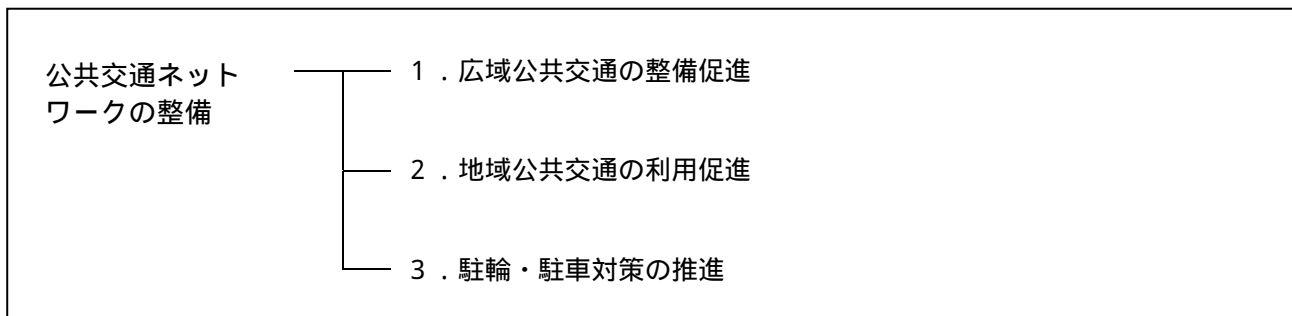 公共交通ネット
ワークの整備
1．広域公共交通の整備促進
2．地域公共交通の利用促進
3．駐輪・駐車対策の推進